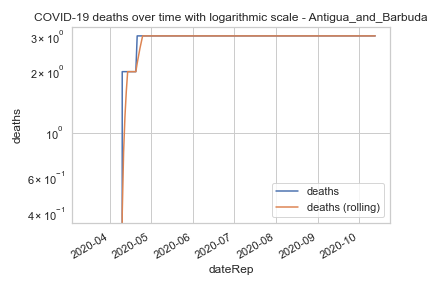 COVID-19 deaths over time with logarithmic scale - Antigua_and_Barbuda
3 × 10⁰
2 × 10⁰
10⁰
6 × 10⁻¹
4 × 10⁻¹
deaths
deaths
deaths (rolling)
2020-04
2020-05
2020-06
2020-07
2020-08
2020-09
2020-10
dateRep